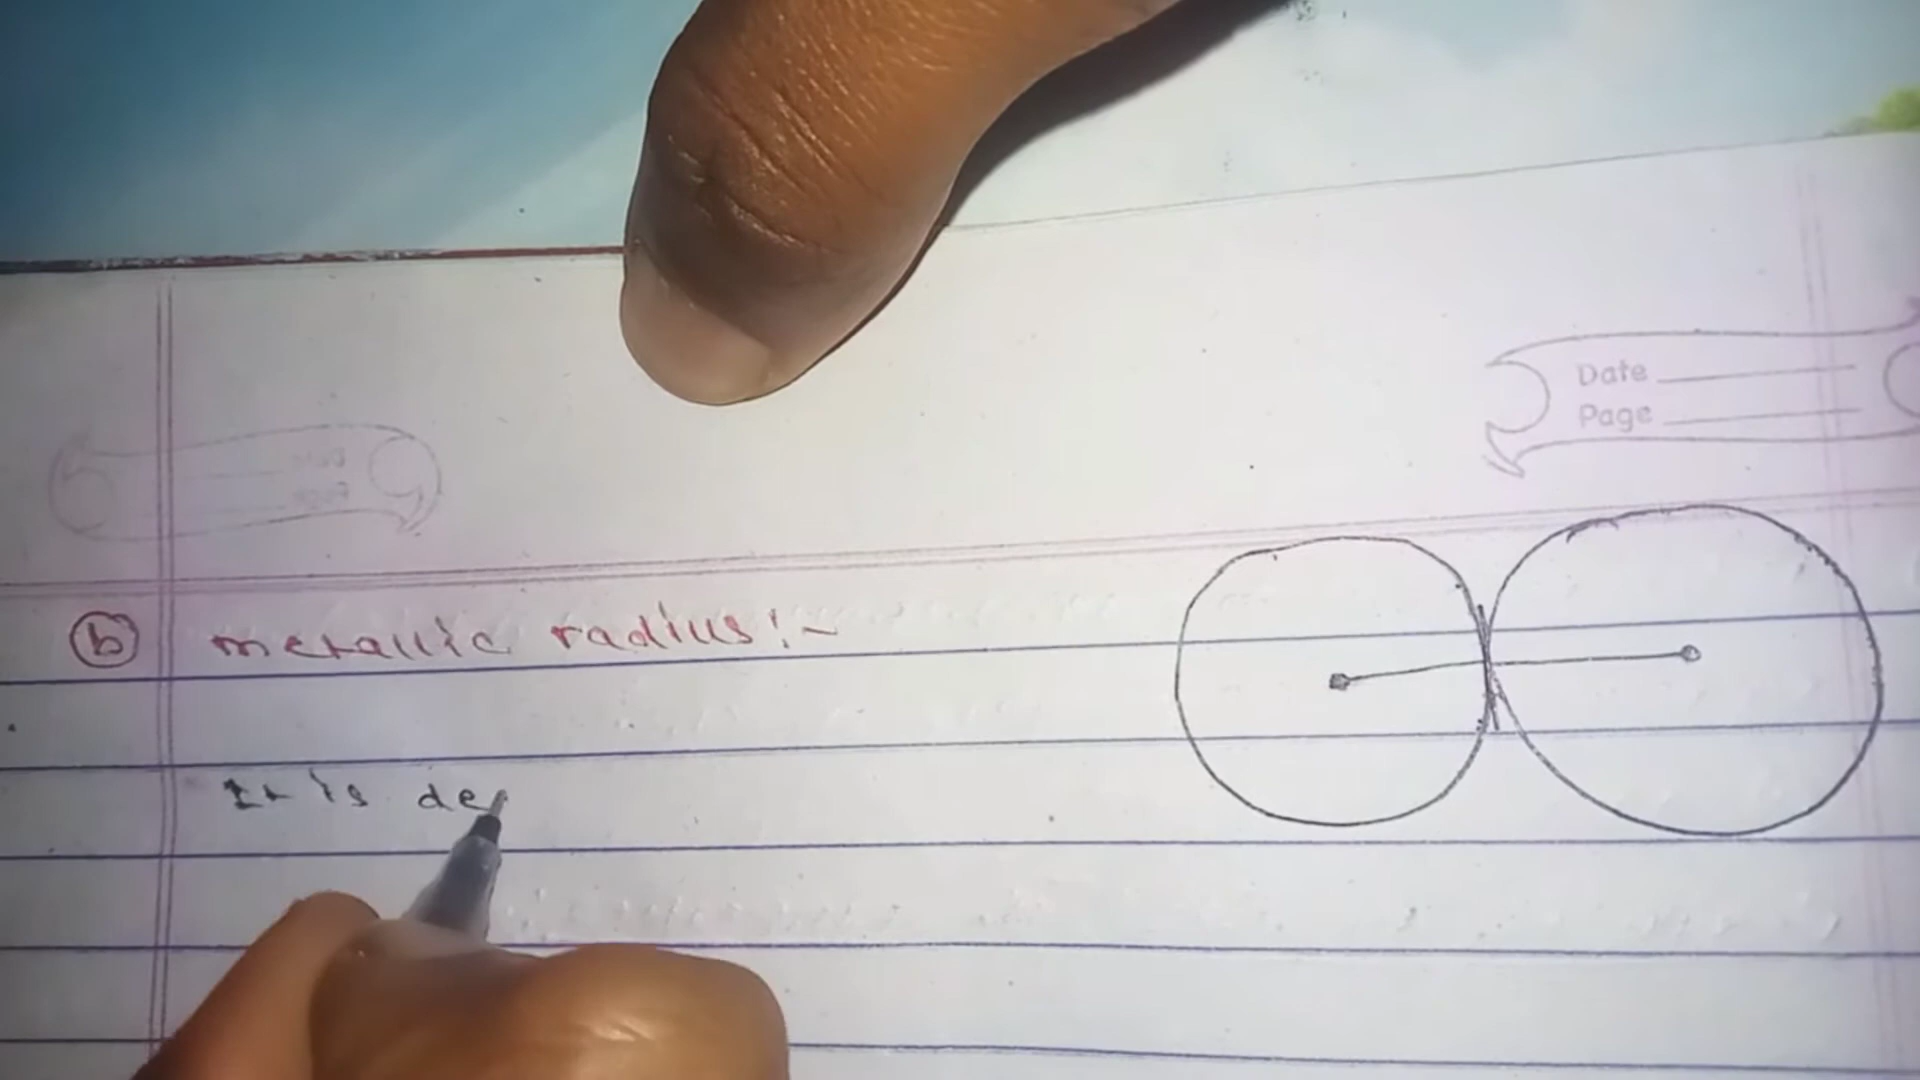 Date
Page
(b) metallic radius:-
It is de